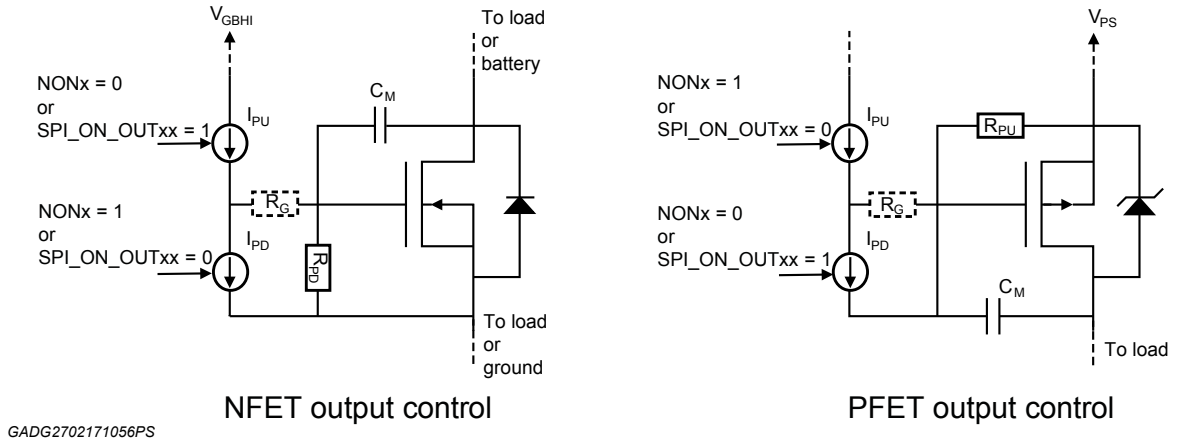 V_GBHI
To load
or
battery
NONx = 0
or
SPI_ON_OUTxx = 1
I_PU
C_M
R_G
NONx = 1
or
SPI_ON_OUTxx = 0
I_PD
R_PD
To load
or
ground
NFET output control
V_PS
NONx = 1
or
SPI_ON_OUTxx = 0
I_PU
R_PU
R_G
NONx = 0
or
SPI_ON_OUTxx = 1
I_PD
C_M
To load
PFET output control
GADG2702171056PS